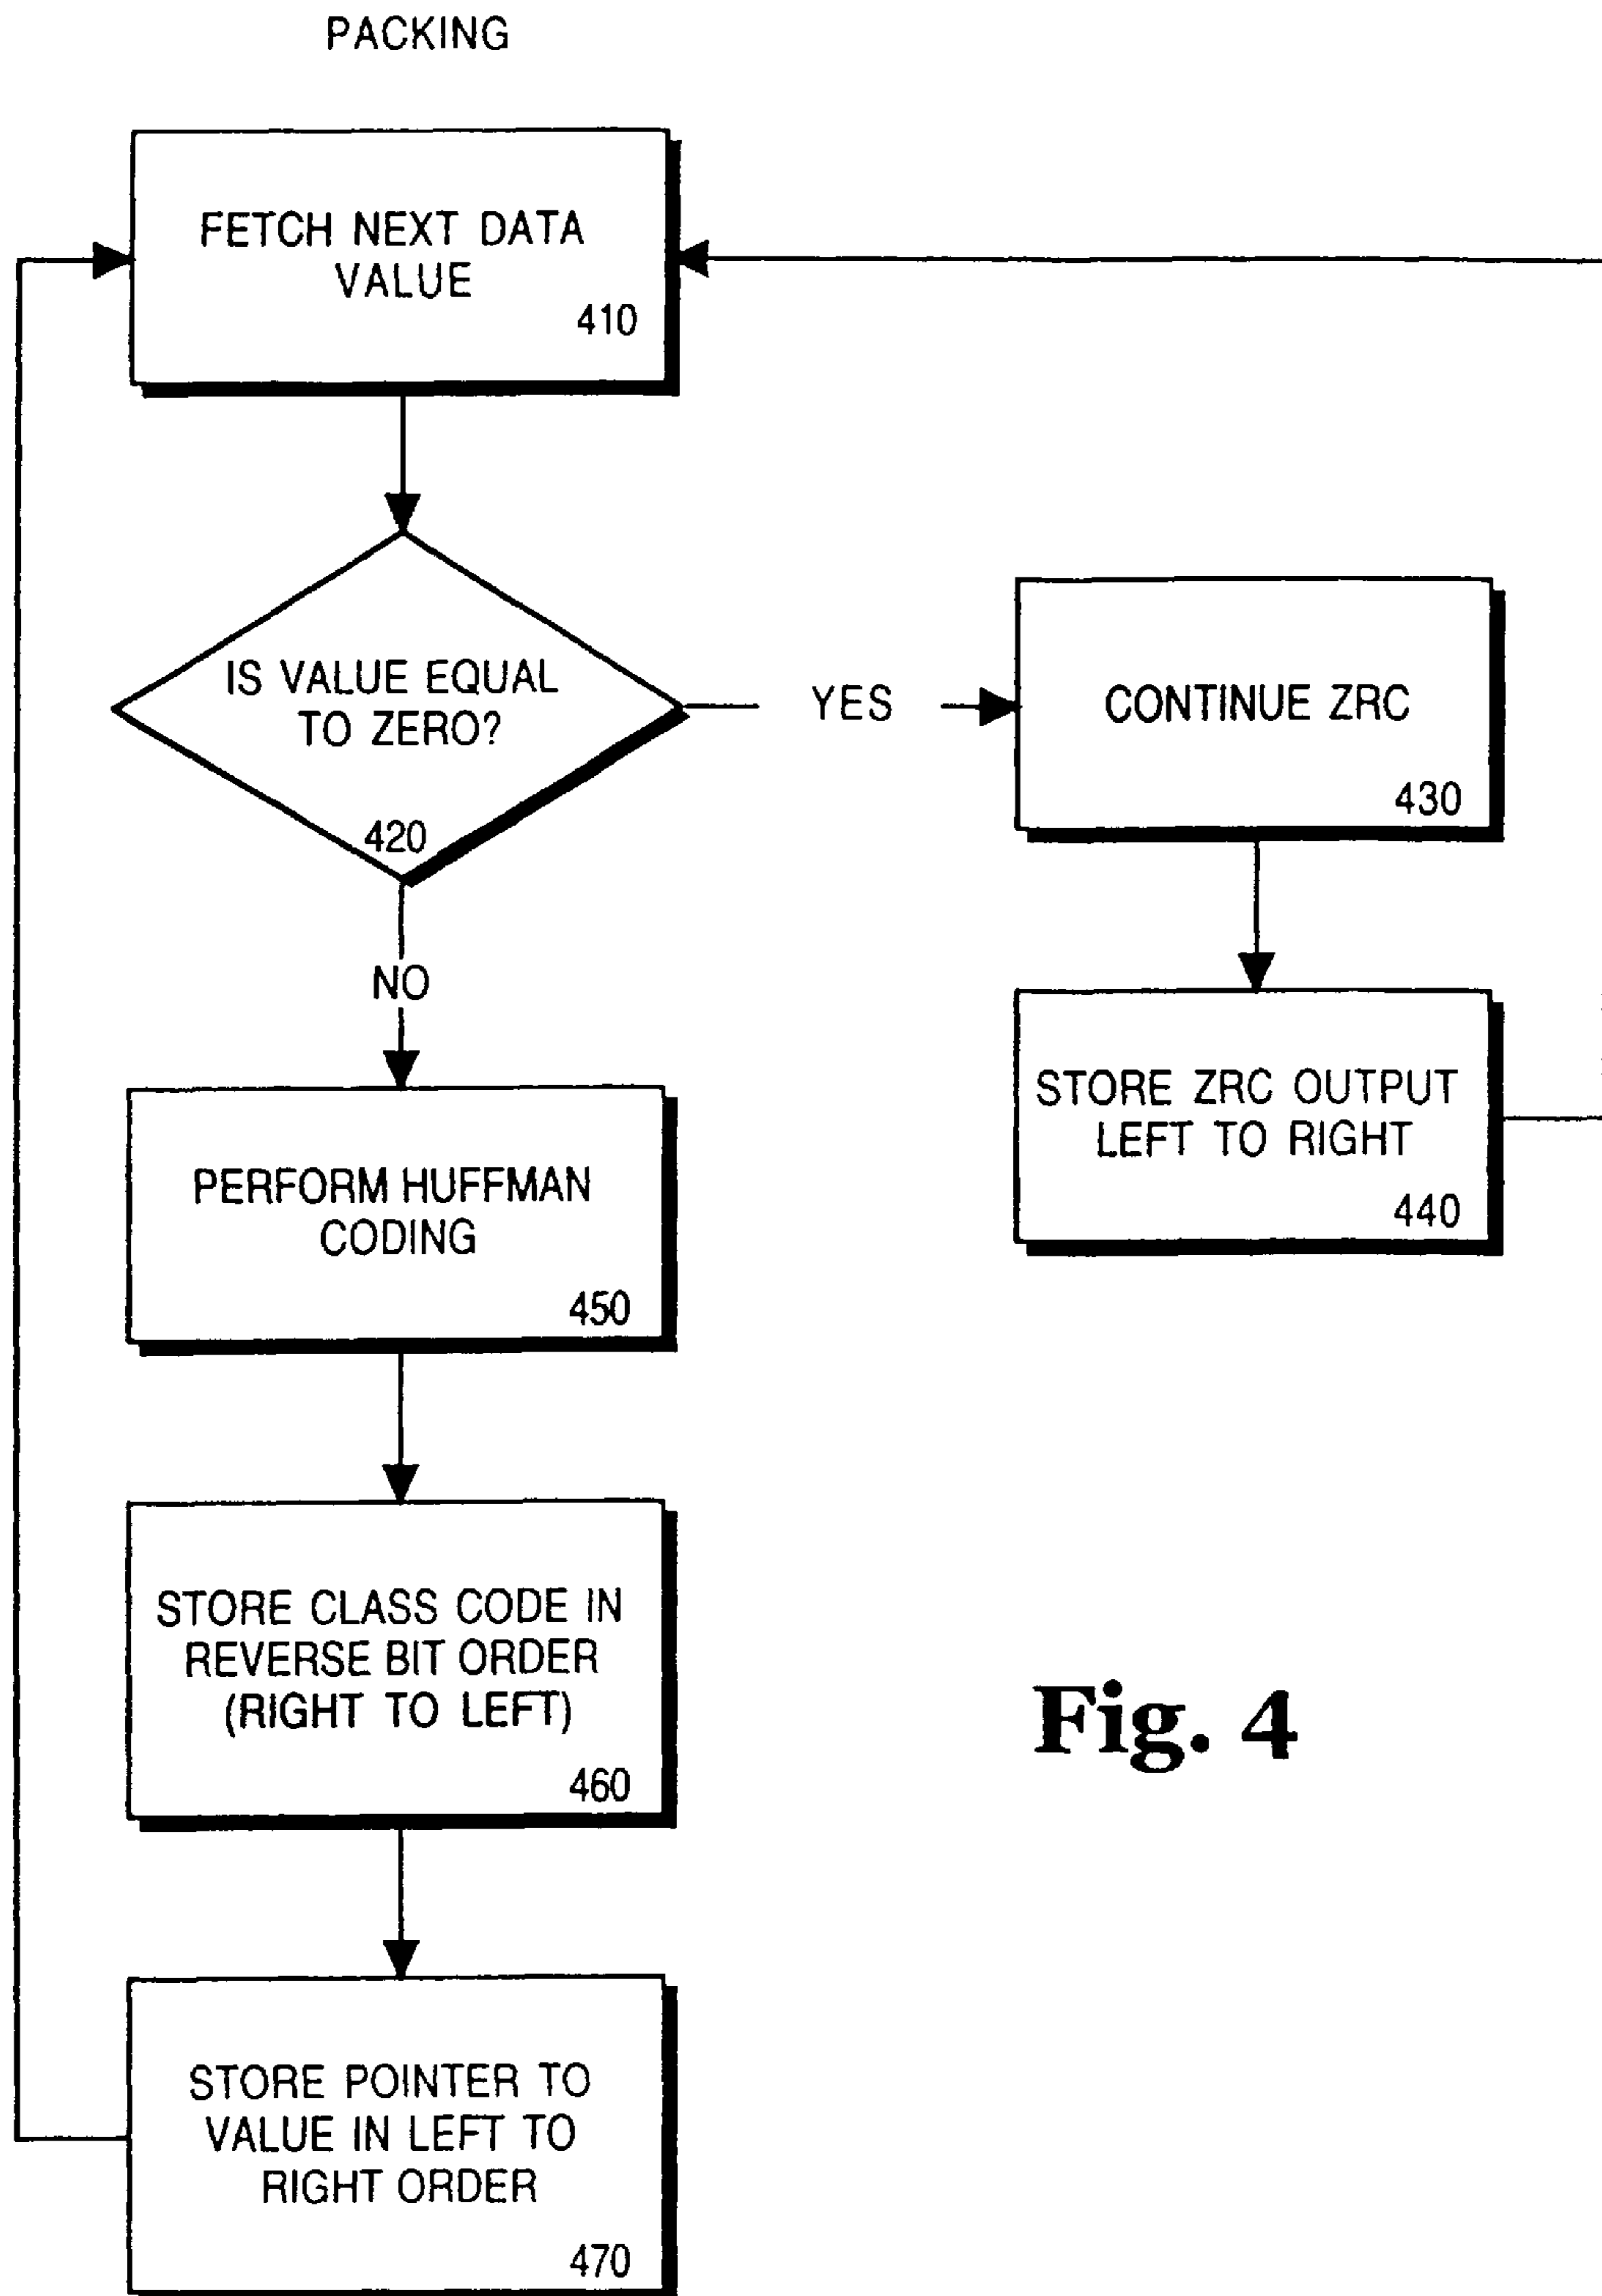 PACKING
FETCH NEXT DATA
VALUE
410
IS VALUE EQUAL
TO ZERO?
420
YES
CONTINUE ZRC
430
STORE ZRC OUTPUT
LEFT TO RIGHT
440
NO
PERFORM HUFFMAN
CODING
450
STORE CLASS CODE IN
REVERSE BIT ORDER
(RIGHT TO LEFT)
460
STORE POINTER TO
VALUE IN LEFT TO
RIGHT ORDER
470
Fig. 4